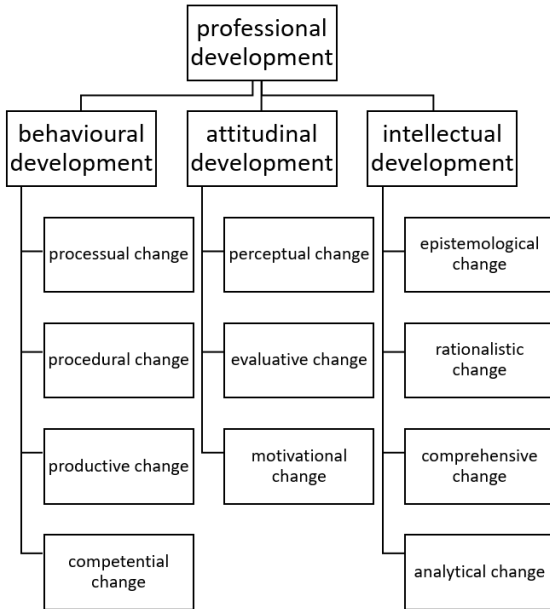 professional
development
behavioural
development
attitudinal
development
intellectual
development
processual change
procedural change
productive change
competential
change
perceptual change
evaluative change
motivational
change
epistemological
change
rationalistic
change
comprehensive
change
analytical change